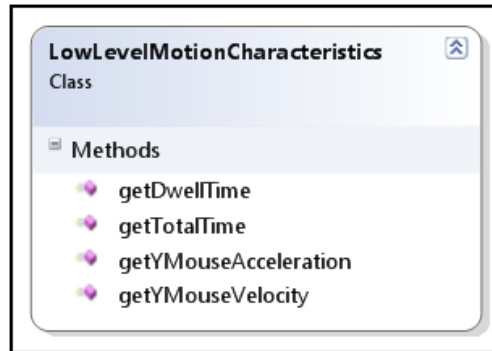 LowLevelMotionCharacteristics
Class
Methods
getDwellTime
getTotalTime
getYMouseAcceleration
getYMouseVelocity